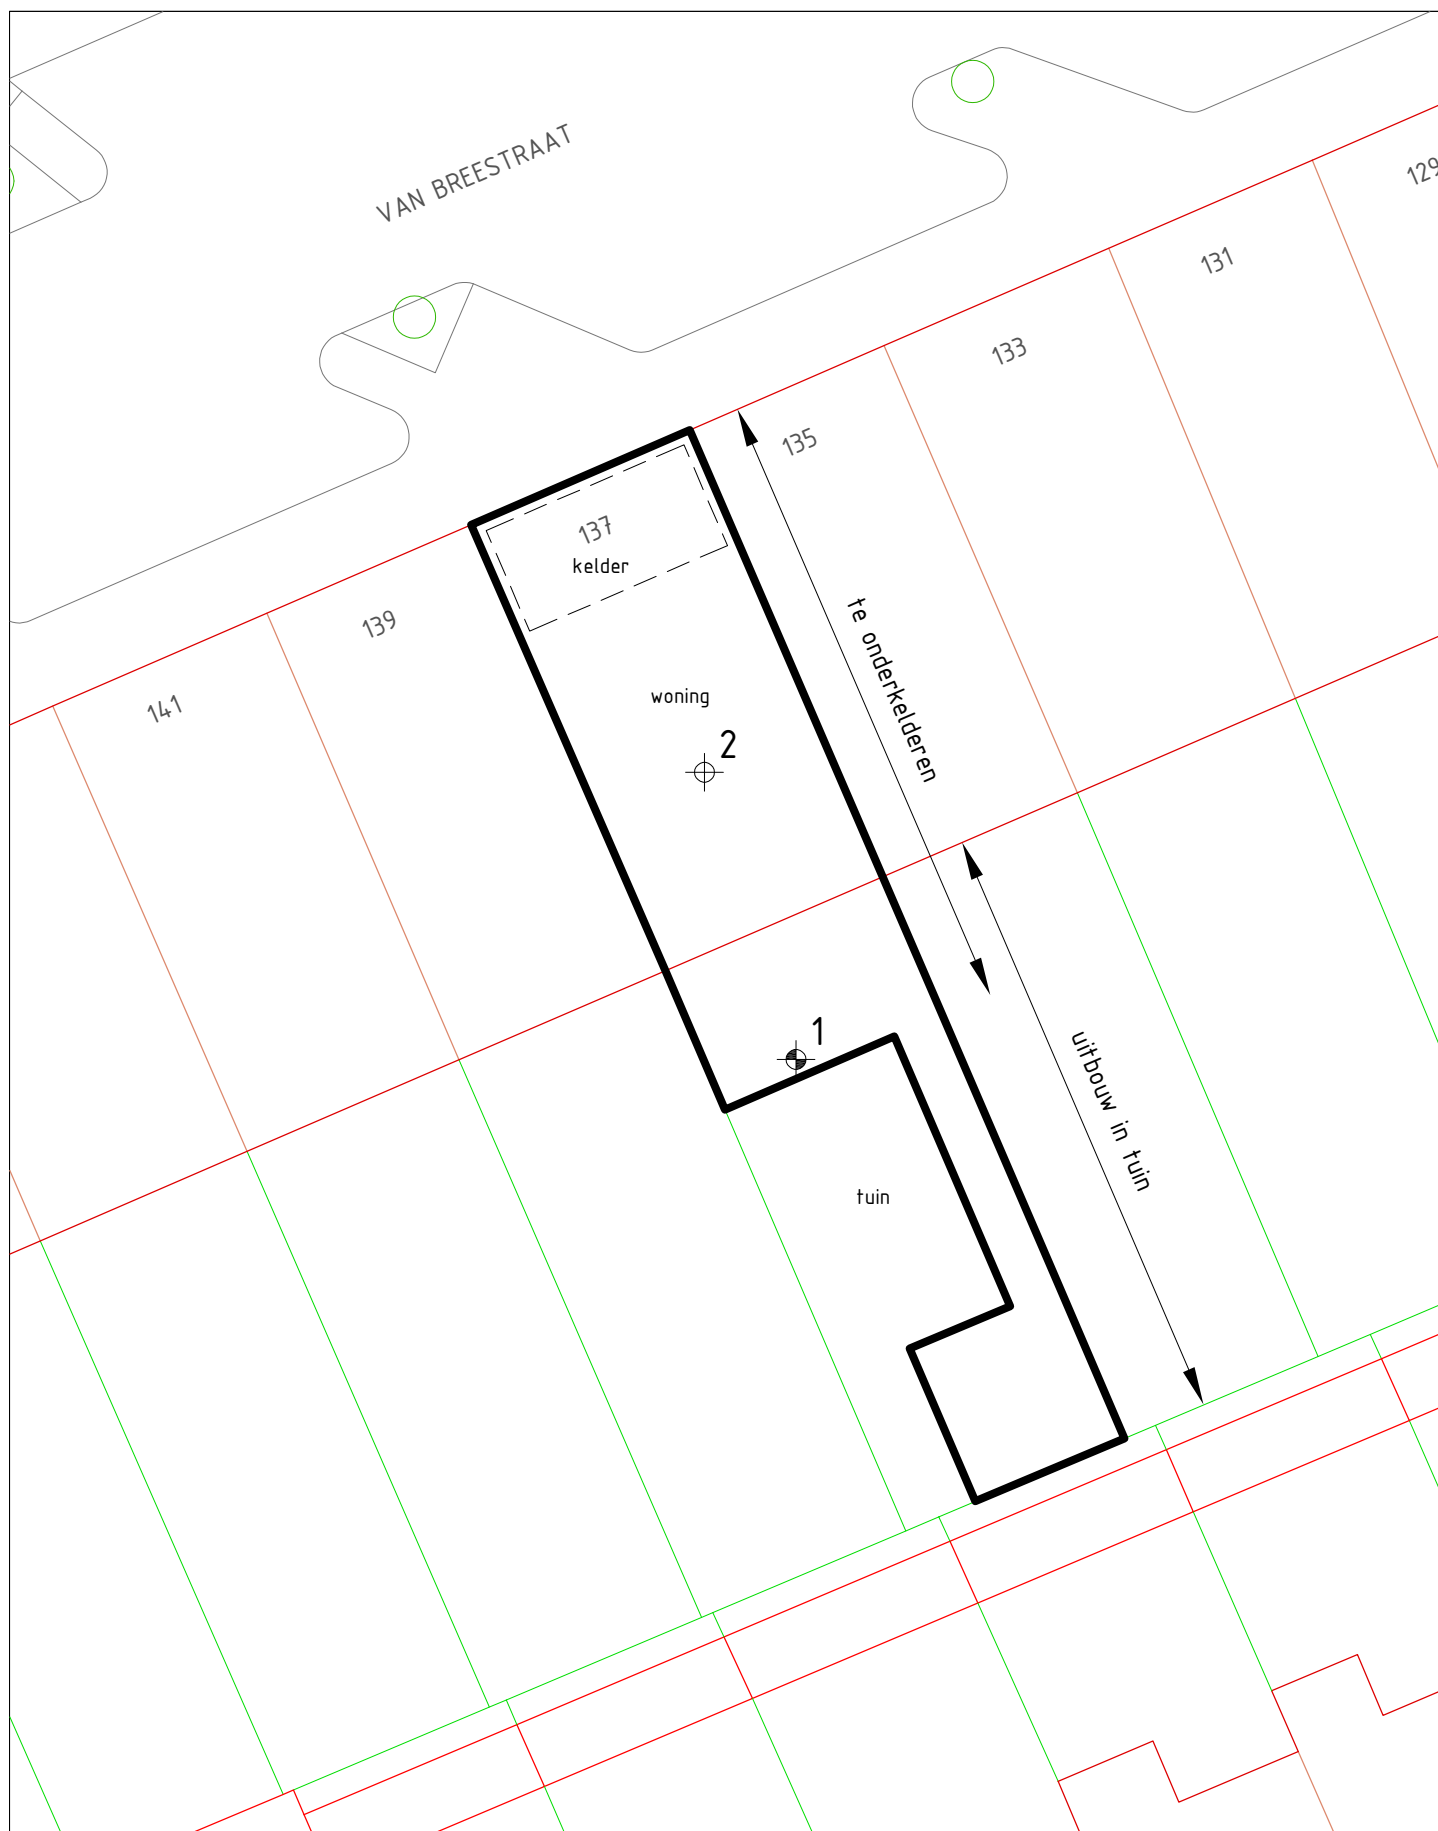 VAN BREESTRAAT
129
131
133
135
137
kelder
139
141
te onderkelderen
woning
2
1
uitbouw in tuin
tuin